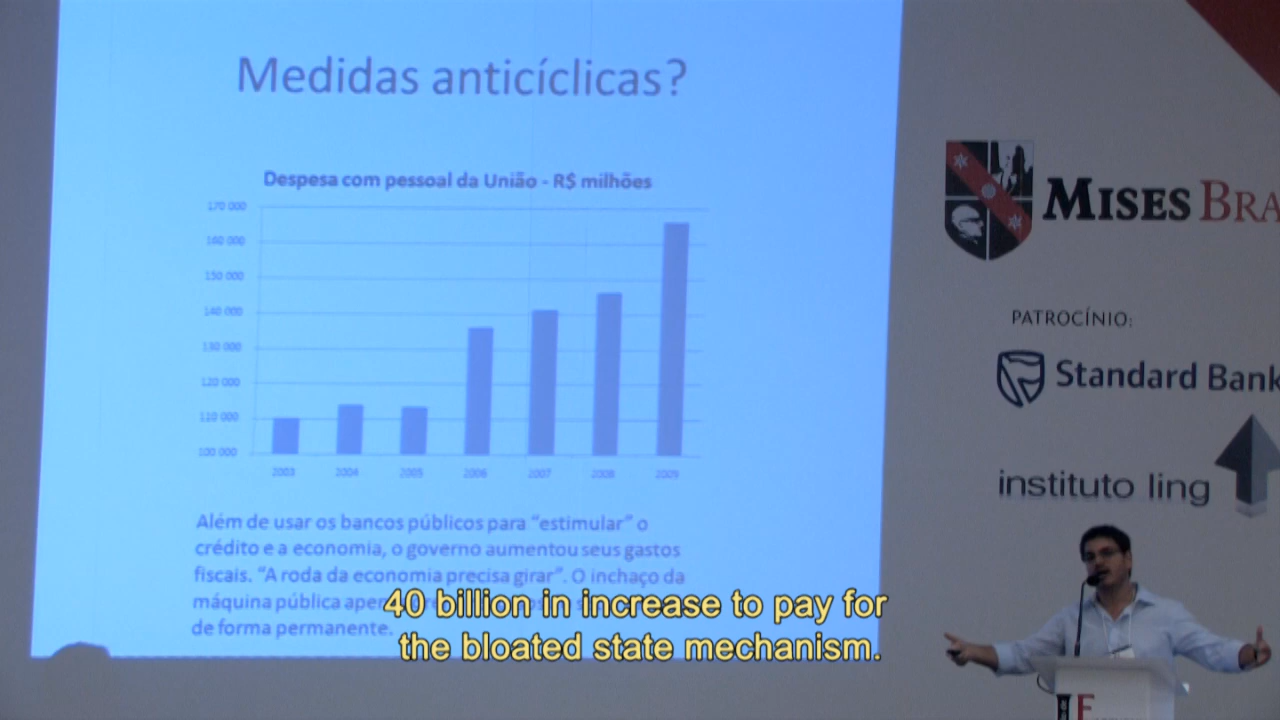 Medidas anticíclicas?
Despesa com pessoal da União - R$ milhões
170 000
160 000
150 000
140 000
130 000
120 000
110 000
100 000
2003 2004 2005 2006 2007 2008 2009
Além de usar os bancos públicos para “estimular” o
crédito e a economia, o governo aumentou seus gastos
fiscais. “A roda da economia precisa girar”. O inchaço da
máquina pública
de forma permanente.
40 billion in increase to pay for
the bloated state mechanism.
MISES BRA
PATROCÍNIO:
Standard Bank
instituto ling